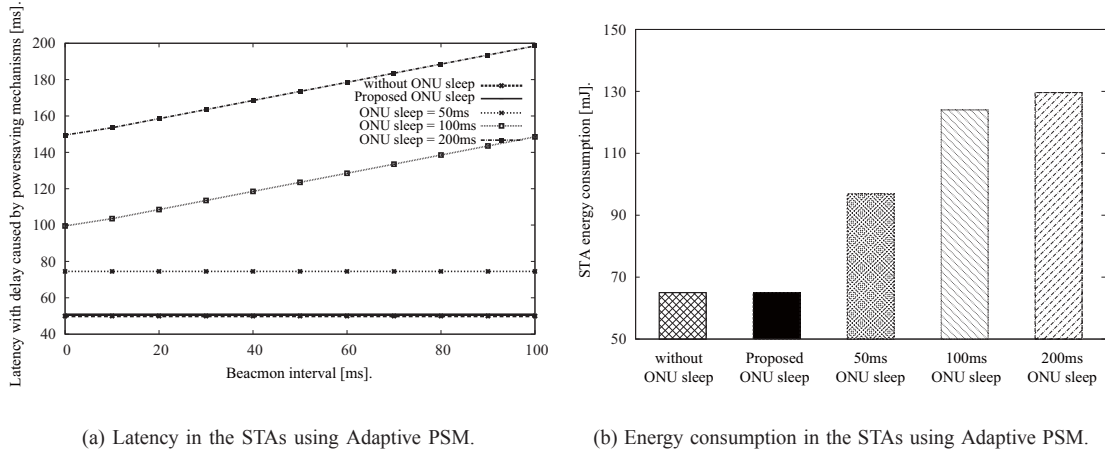 Latency with delay caused by powersaving mechanisms [ms].
200
180
160
140
120
100
80
60
40
0
20
40
60
80
100
Beacmon interval [ms].
without ONU sleep
Proposed ONU sleep
ONU sleep = 50ms
ONU sleep = 100ms
ONU sleep = 200ms
(a) Latency in the STAs using Adaptive PSM.
STA energy consumption [mJ].
150
130
110
90
70
50
without
ONU sleep
Proposed
ONU sleep
50ms
ONU sleep
100ms
ONU sleep
200ms
ONU sleep
(b) Energy consumption in the STAs using Adaptive PSM.